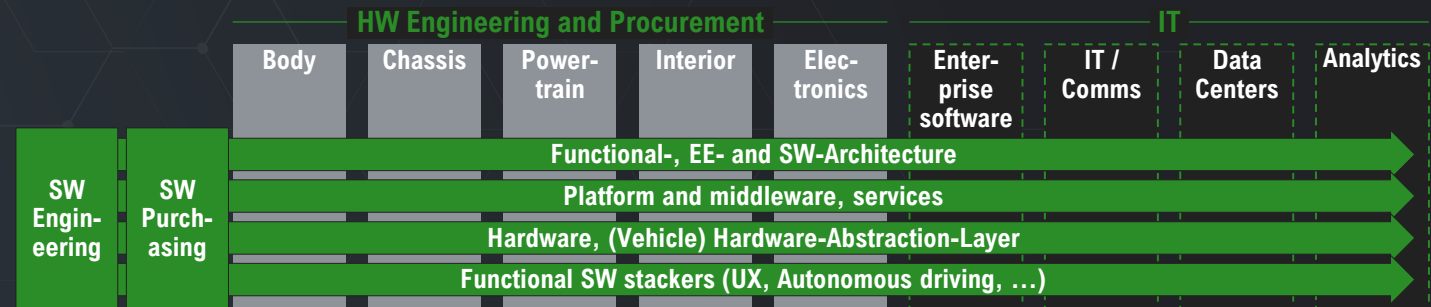 HW Engineering and Procurement
IT
Body
Chassis
Power-
train
Interior
Elec-
tronics
Enter-
prise
software
IT /
Comms
Data
Centers
Analytics
SW
Engin-
eering
SW
Purch-
asing
Functional-, EE- and SW-Architecture
Platform and middleware, services
Hardware, (Vehicle) Hardware-Abstraction-Layer
Functional SW stackers (UX, Autonomous driving, …)